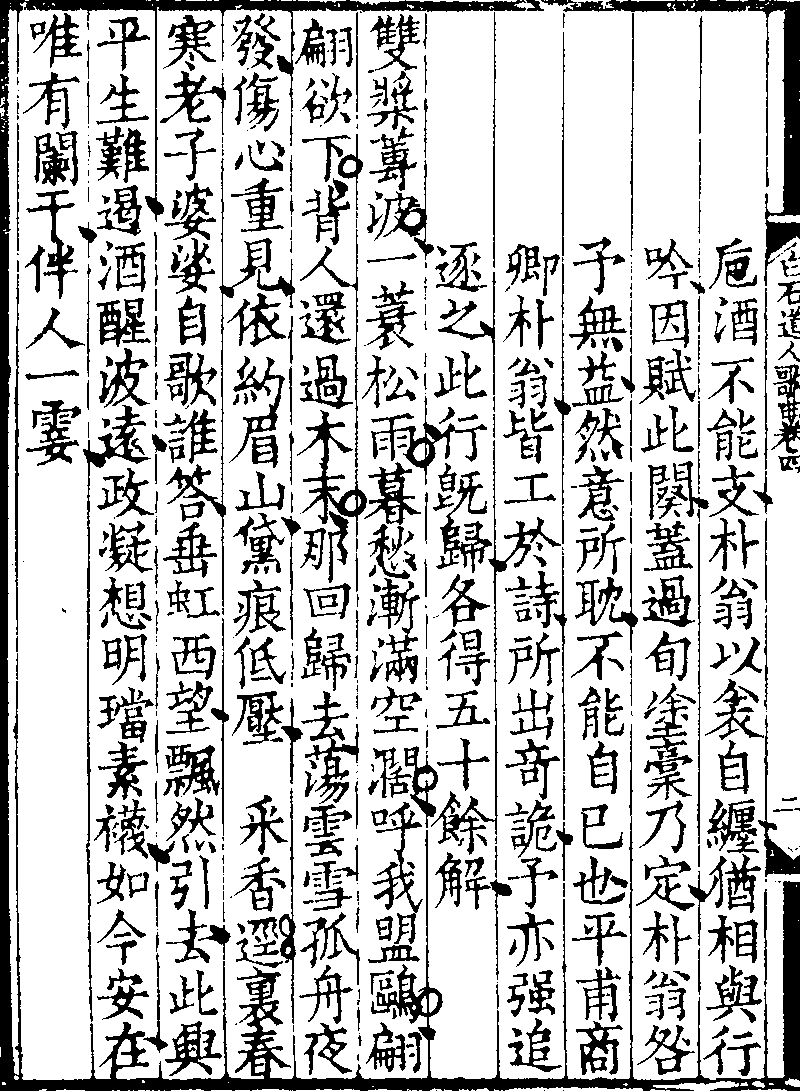 白石道人歌曲卷四
二
巵酒不能支朴翁以衾自纏猶相與行
吟因賦此闋蓋過旬塗稾乃定朴翁咎
予無益然意所耽不能自已也平甫商
卿朴翁皆工於詩所出奇詭予亦强追
逐之此行旣歸各得五十餘解
雙槳蓴波一蓑松雨暮愁漸滿空濶呼我盟鷗翩
翩欲下背人還過木末那回歸去蕩雲雪孤舟夜
發傷心重見依約眉山黛痕低壓　采香逕裏春
寒老子婆娑自歌誰答垂虹西望飄然引去此興
平生難遏酒醒波遠政凝想明璫素襪如今安在
唯有闌干伴人一霎